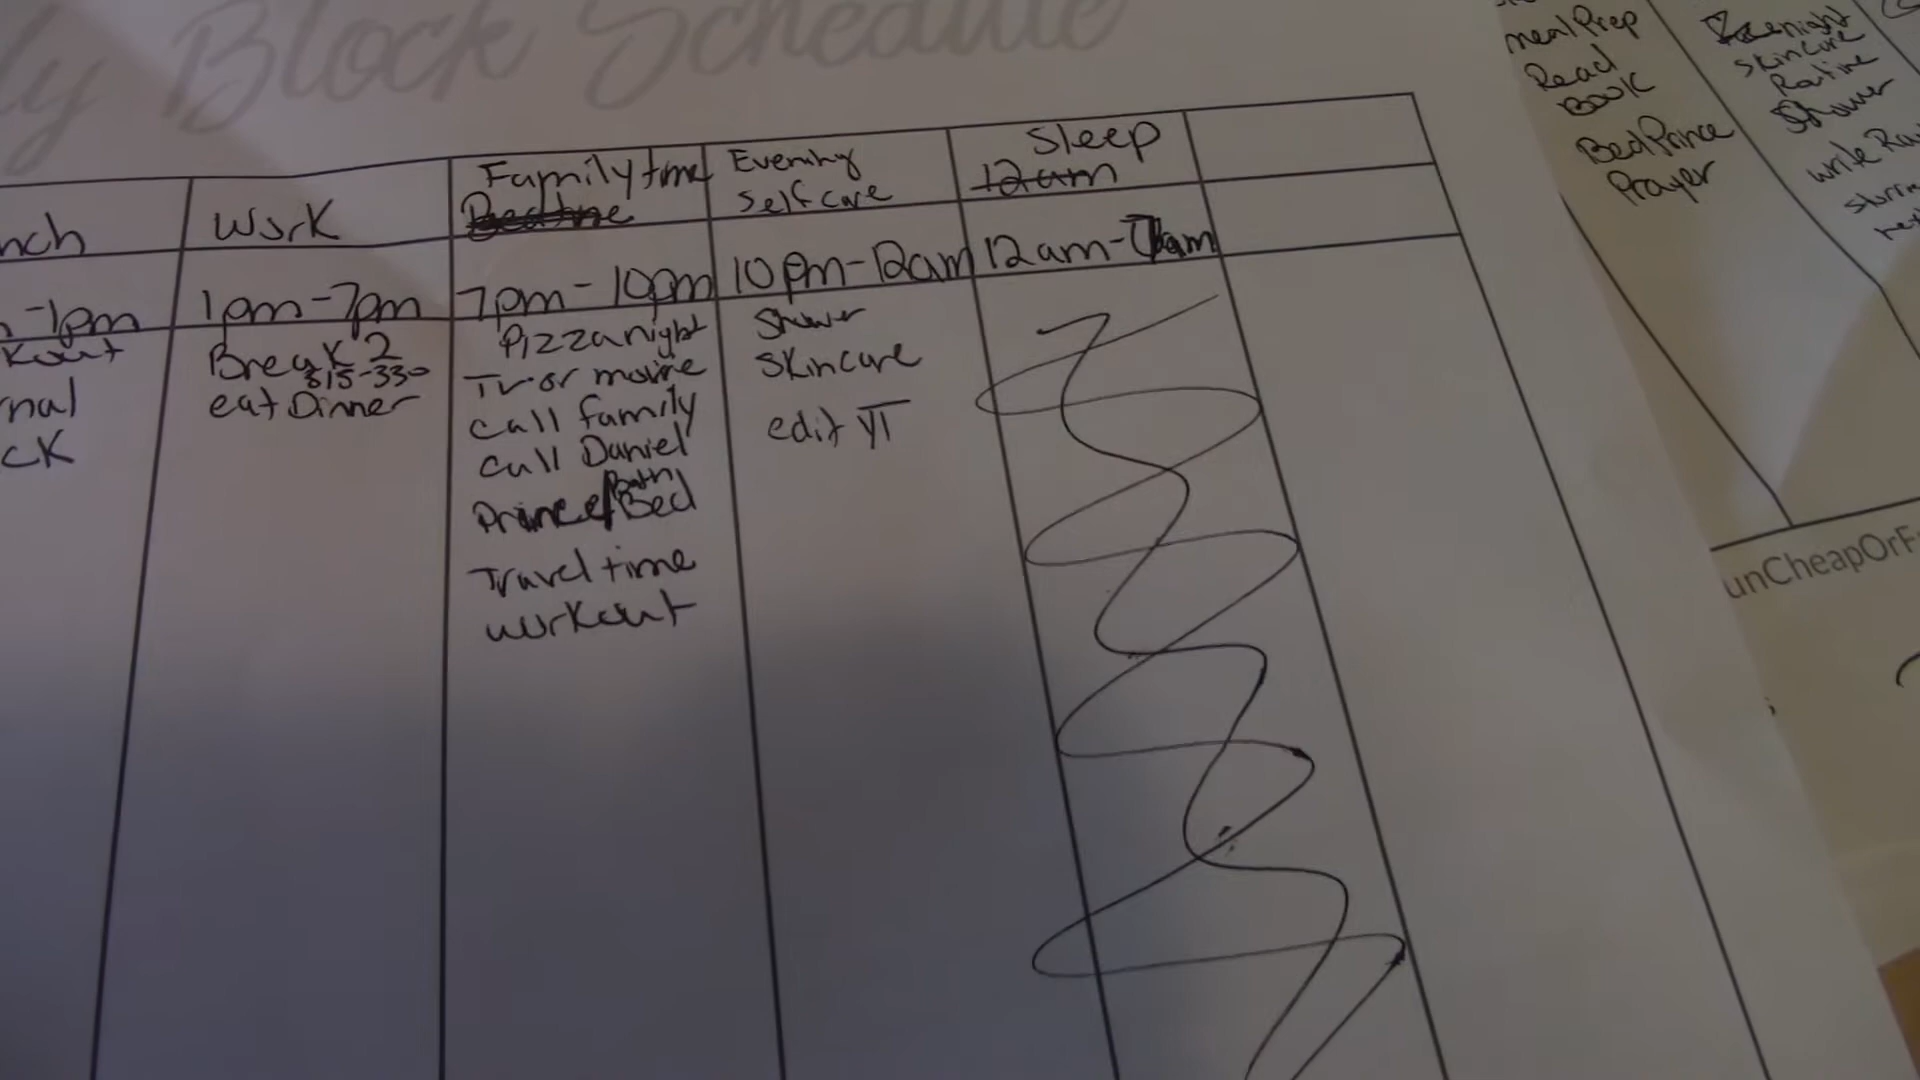 ly Block Schedule
nch
Work
Family time
Evening
Self care
Sleep
12am
-1pm
1pm-7pm
7pm-10pm
10pm-12am
12am-7am
kout
nal
ck
Break 2
315-330
eat Dinner
Pizza night
TV or movie
call family
call Daniel
Prince/Bath
Bed
Travel time
workout
Shower
Skincare
edit YT
meal Prep
Read
Book
Bed Prince
Prayer
Skincare
Routine
Shower
write
unCheapOrF